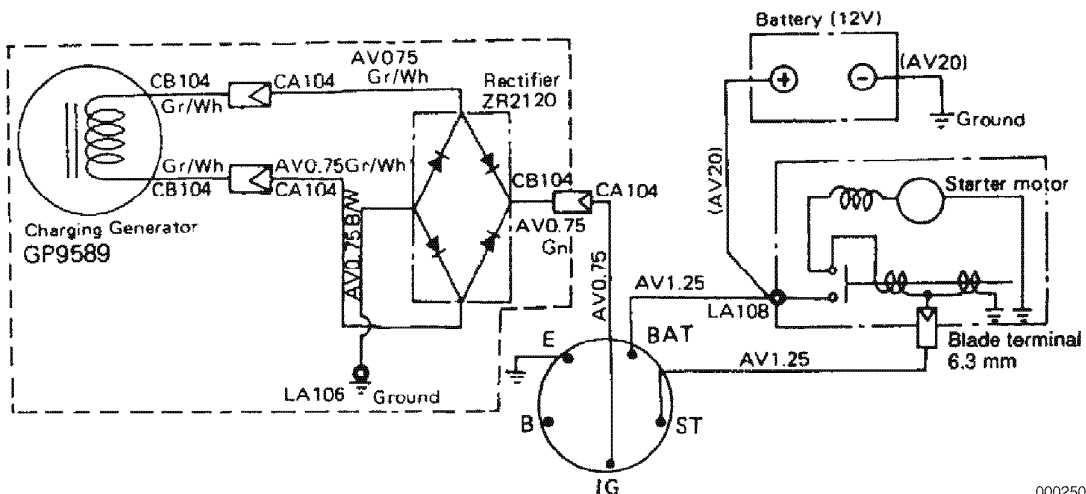 Battery (12V)
(AV20)
Ground
AV075
Gr/Wh
Rectifier
ZR2120
CB104
CA104
Gr/Wh
Gr/Wh
CB104
AV0.75Gr/Wh
CA104
Charging Generator
GP9589
AV0.75B/W
CB104
CA104
AV0.75
Gn
AV0.75
(AV20)
Starter motor
AV1.25
LA108
Blade terminal
6.3 mm
AV1.25
LA106
Ground
E
BAT
B
ST
IG
000250